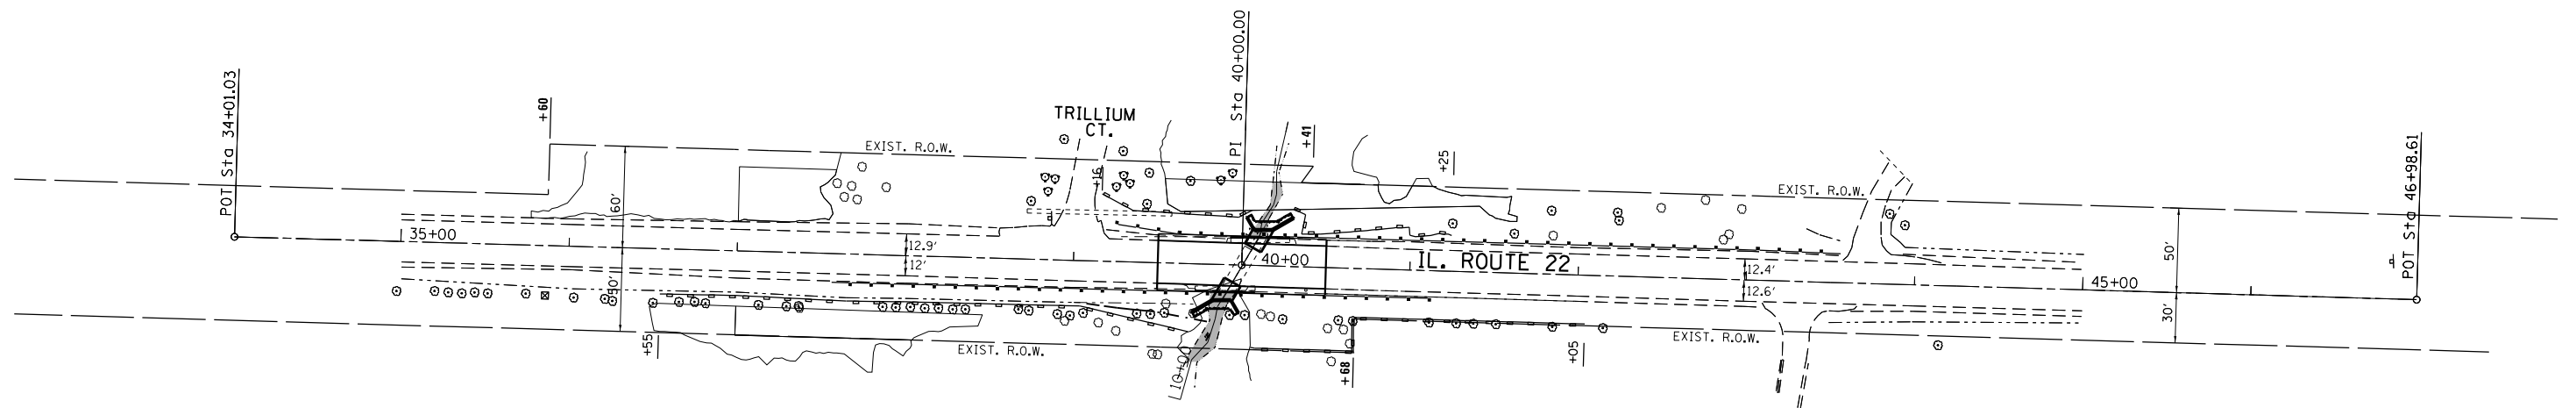 POT Sta 34+01.03
+60
TRILLIUM
CT.
PI Sta 40+00.00
+41
+25
POT Sta 46+98.61
EXIST. R.O.W.
EXIST. R.O.W.
60'
+16
35+00
12.9'
12'
40+00
IL. ROUTE 22
12.4'
12.6'
45+00
50'
50'
30'
+55
EXIST. R.O.W.
+68
+05
EXIST. R.O.W.